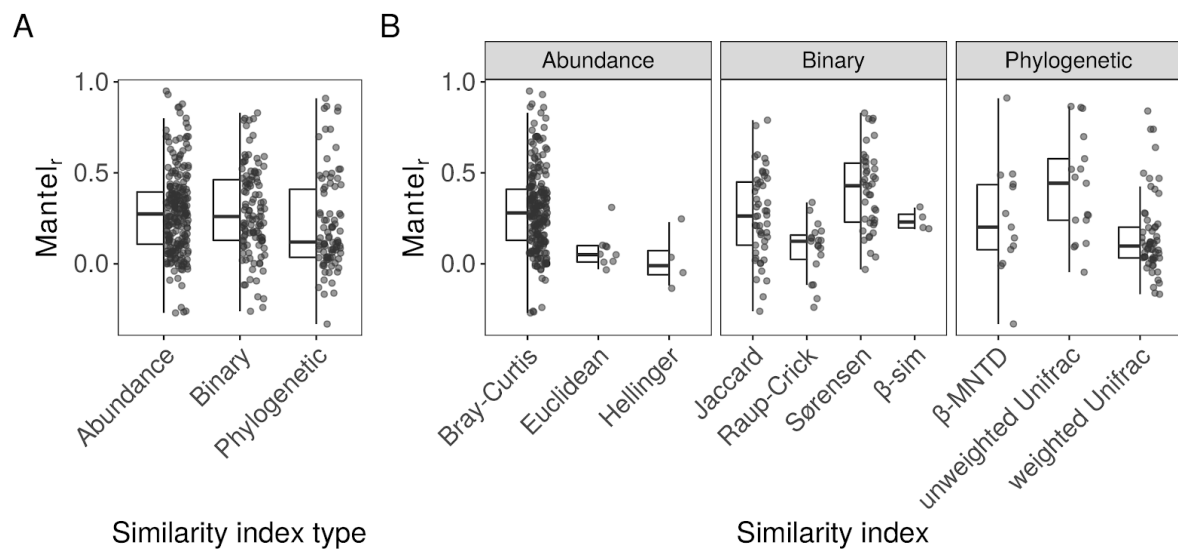 A
B
Abundance
Binary
Phylogenetic
1.0
0.5
0.0
Mantelr
Abundance
Binary
Phylogenetic
Similarity index type
1.0
0.5
0.0
Mantelr
Bray-Curtis
Euclidean
Hellinger
Jaccard
Raup-Crick
Sørensen
β-sim
β-MNTD
unweighted Unifrac
weighted Unifrac
Similarity index